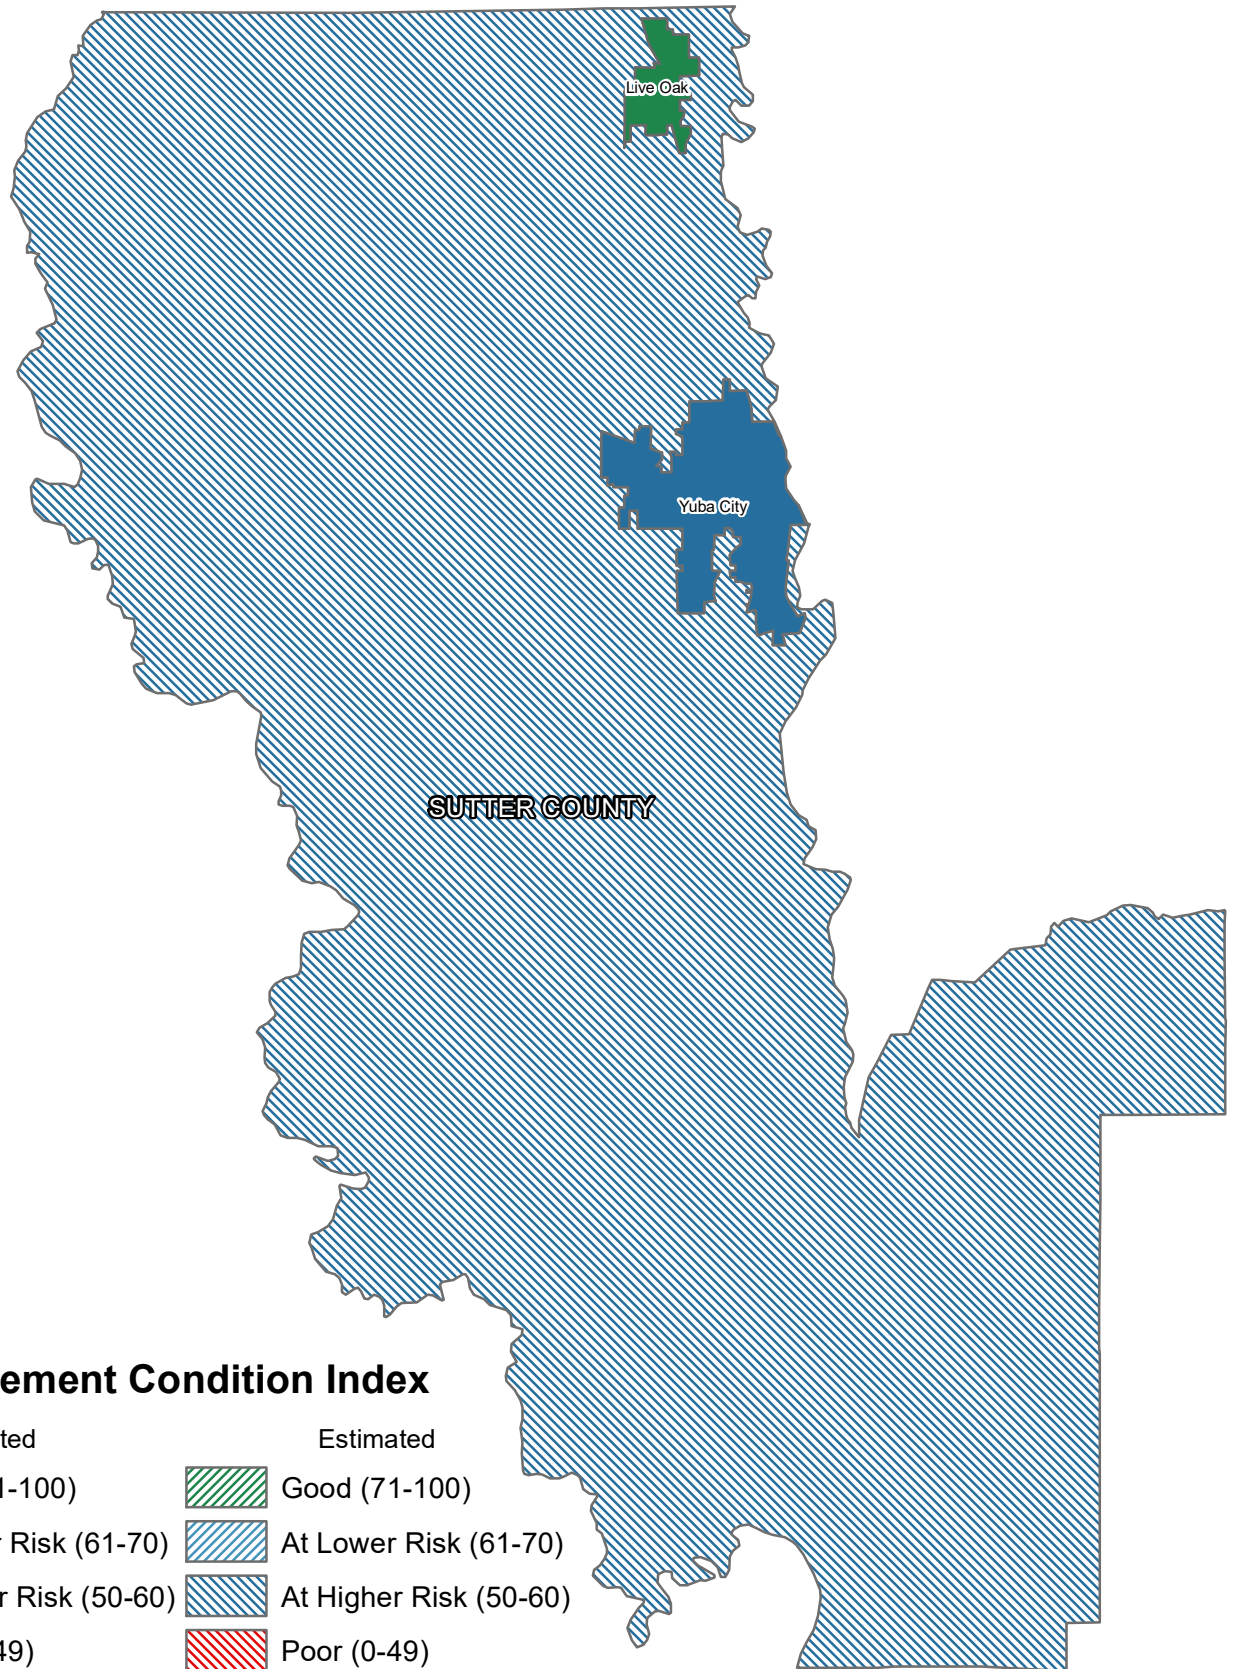 Live Oak
Yuba City
SUTTER COUNTY
ement Condition Index
ted Estimated
1-100) Good (71-100)
r Risk (61-70) At Lower Risk (61-70)
r Risk (50-60) At Higher Risk (50-60)
49) Poor (0-49)